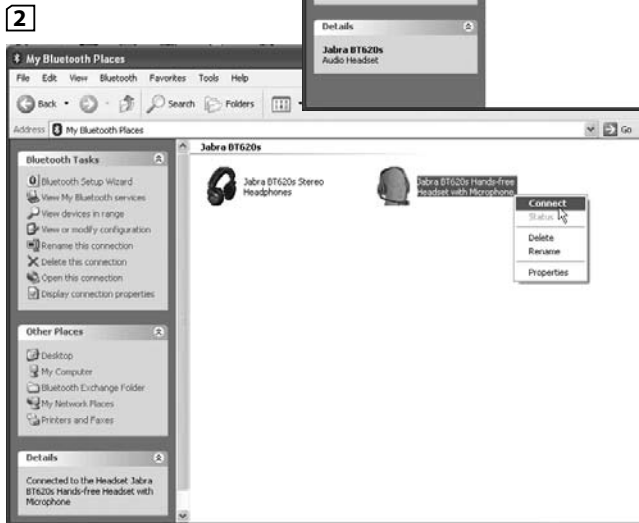 2
Details
Jabra BT620s
Audio Headset
My Bluetooth Places
File Edit View Bluetooth Favorites Tools Help
Back Search Folders
Address My Bluetooth Places Go
Bluetooth Tasks
Bluetooth Setup Wizard
View My Bluetooth services
View devices in range
View or modify configuration
Rename this connection
Delete this connection
Open this connection
Display connection properties
Other Places
Desktop
My Computer
Bluetooth Exchange Folder
My Network Places
Printers and Faxes
Details
Connected to the Headset Jabra
BT620s Hands-free Headset with
Microphone
Jabra BT620s
Jabra BT620s Stereo
Headphones
Jabra BT620s Hands-free
Headset with Microphone
Connect
Status
Delete
Rename
Properties